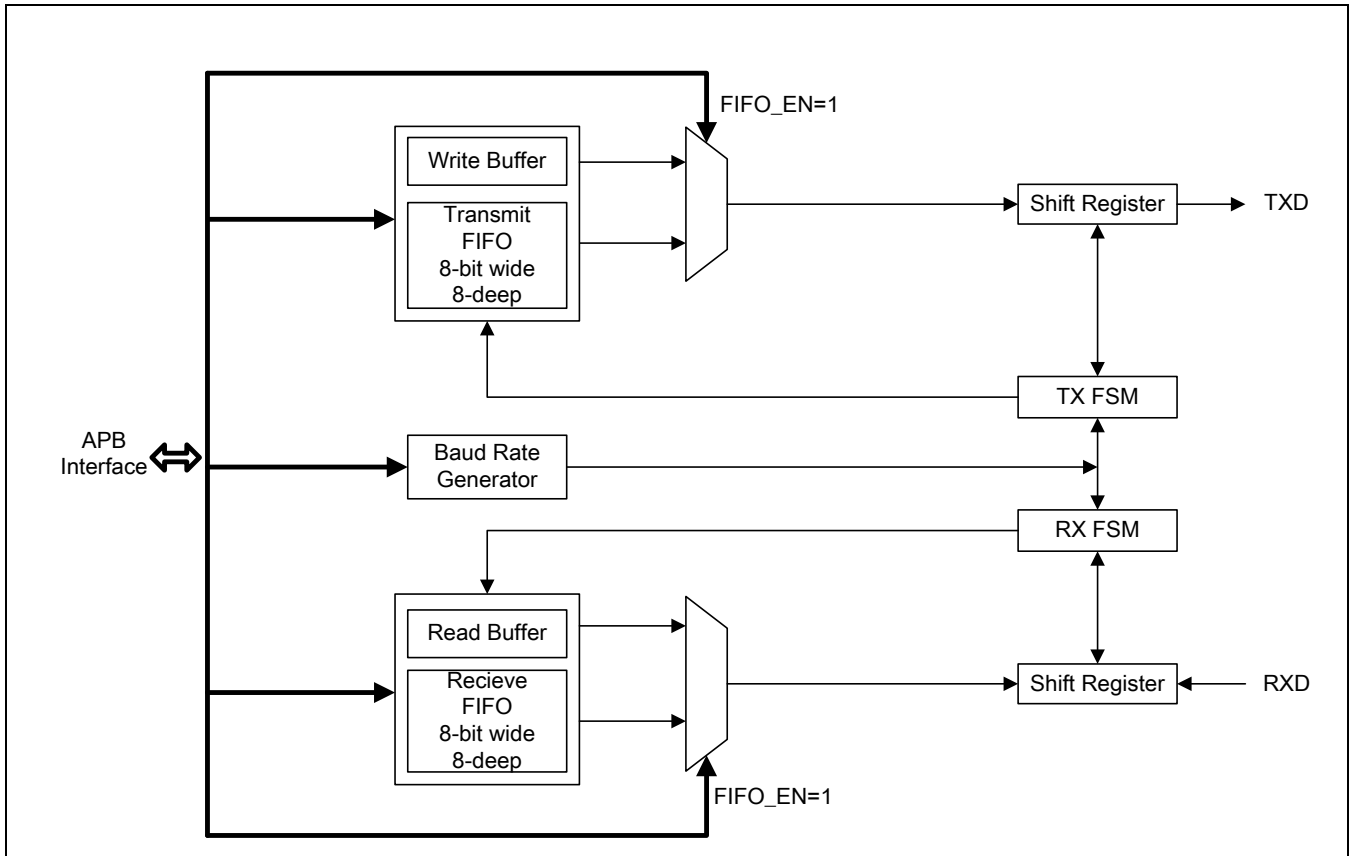 FIFO_EN=1
Write Buffer
Transmit
FIFO
8-bit wide
8-deep
Shift Register
TXD
TX FSM
APB
Interface
Baud Rate
Generator
RX FSM
Read Buffer
Recieve
FIFO
8-bit wide
8-deep
Shift Register
RXD
FIFO_EN=1